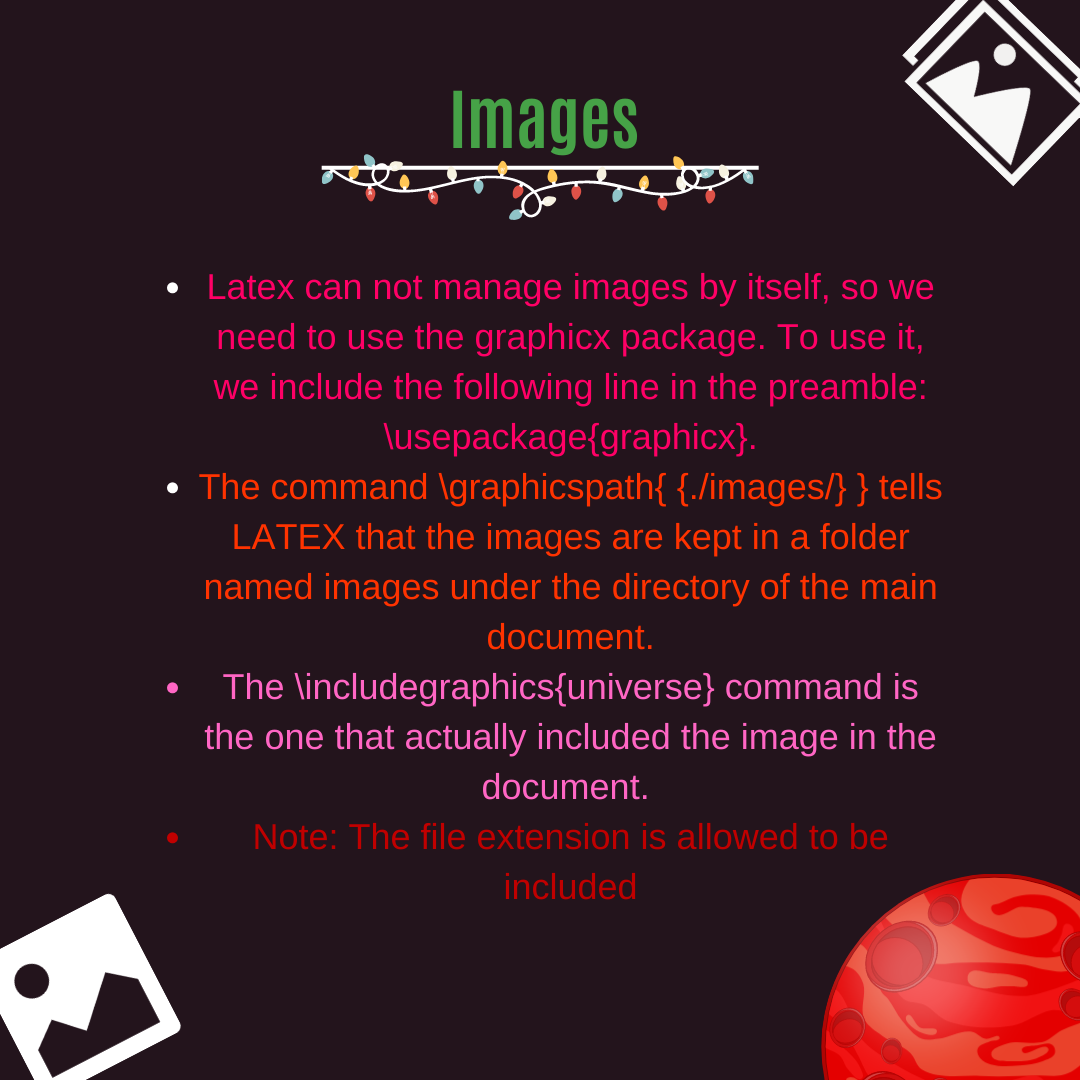 Images
• Latex can not manage images by itself, so we
need to use the graphicx package. To use it,
we include the following line in the preamble:
\usepackage{graphicx}.
• The command \graphicspath{ {./images/} } tells
LATEX that the images are kept in a folder
named images under the directory of the main
document.
• The \includegraphics{universe} command is
the one that actually included the image in the
document.
• Note: The file extension is allowed to be
included